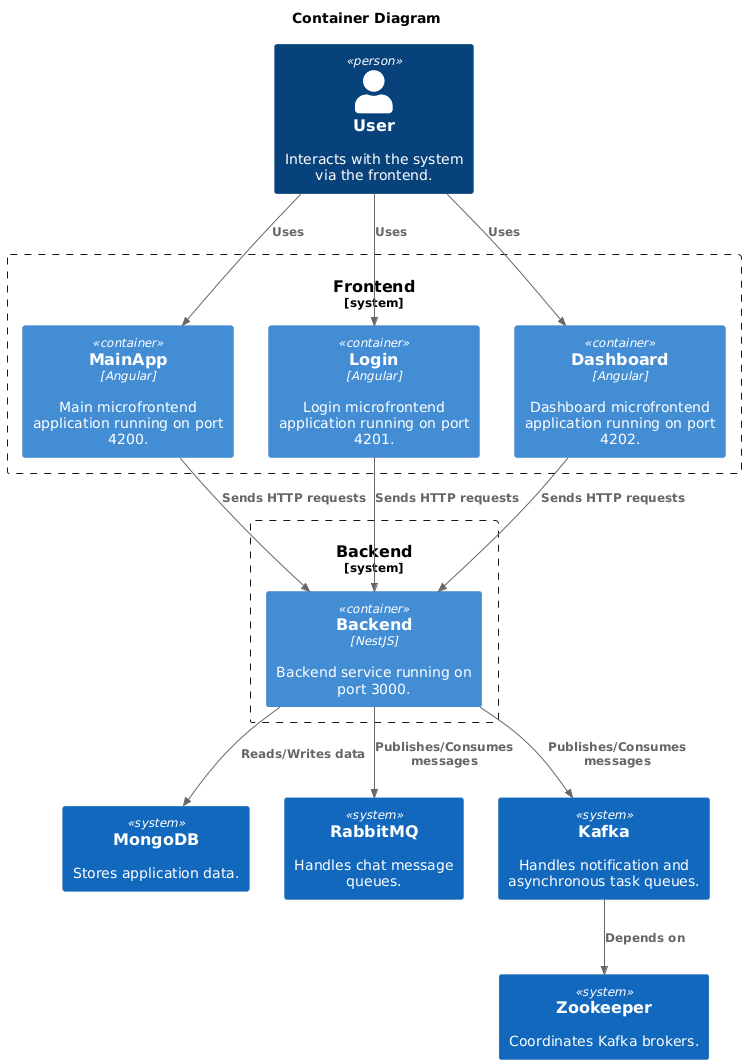 Container Diagram
«person»
User
Interacts with the system
via the frontend.
Uses
Uses
Uses
Frontend
[system]
«container»
MainApp
[Angular]
Main microfrontend
application running on port
4200.
«container»
Login
[Angular]
Login microfrontend
application running on port
4201.
«container»
Dashboard
[Angular]
Dashboard microfrontend
application running on port
4202.
Sends HTTP requests
Sends HTTP requests
Sends HTTP requests
Backend
[system]
«container»
Backend
[NestJS]
Backend service running on
port 3000.
Reads/Writes data
Publishes/Consumes
messages
Publishes/Consumes
messages
«system»
MongoDB
Stores application data.
«system»
RabbitMQ
Handles chat message
queues.
«system»
Kafka
Handles notification and
asynchronous task queues.
Depends on
«system»
Zookeeper
Coordinates Kafka brokers.